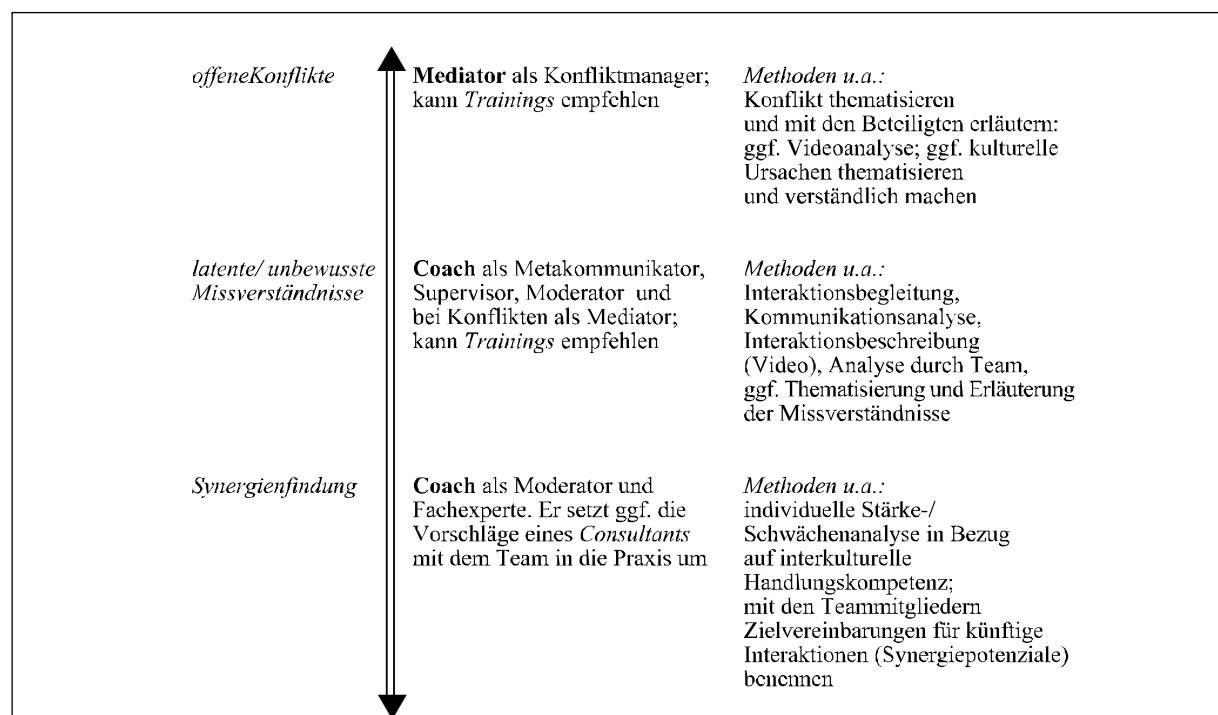 offeneKonflikte
Mediator als Konfliktmanager;
kann Trainings empfehlen
Methoden u.a.:
Konflikt thematisieren
und mit den Beteiligten erläutern:
ggf. Videoanalyse; ggf. kulturelle
Ursachen thematisieren
und verständlich machen
latente/ unbewusste
Missverständnisse
Coach als Metakommunikator,
Supervisor, Moderator und
bei Konflikten als Mediator;
kann Trainings empfehlen
Methoden u.a.:
Interaktionsbegleitung,
Kommunikationsanalyse,
Interaktionsbeschreibung
(Video), Analyse durch Team,
ggf. Thematisierung und Erläuterung
der Missverständnisse
Synergienfindung
Coach als Moderator und
Fachexperte. Er setzt ggf. die
Vorschläge eines Consultants
mit dem Team in die Praxis um
Methoden u.a.:
individuelle Stärke-/
Schwächenanalyse in Bezug
auf interkulturelle
Handlungskompetenz;
mit den Teammitgliedern
Zielvereinbarungen für künftige
Interaktionen (Synergiepotenziale)
benennen